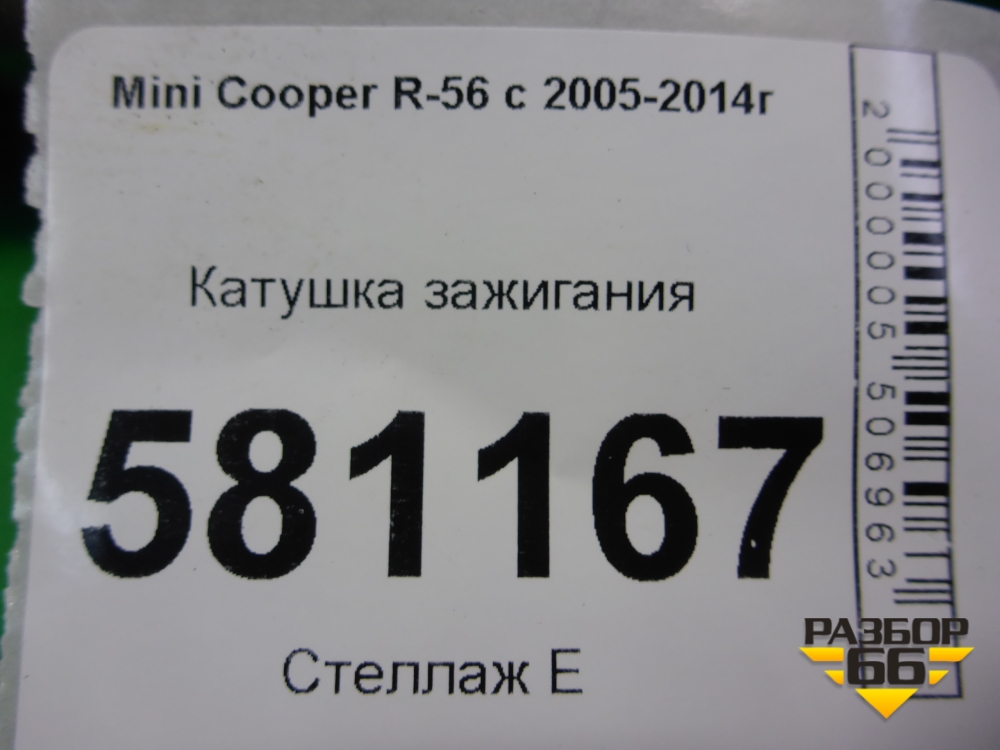 Mini Cooper R-56 с 2005-2014г
Катушка зажигания
581167
Стеллаж Е
2000005506963
РАЗБОР
66